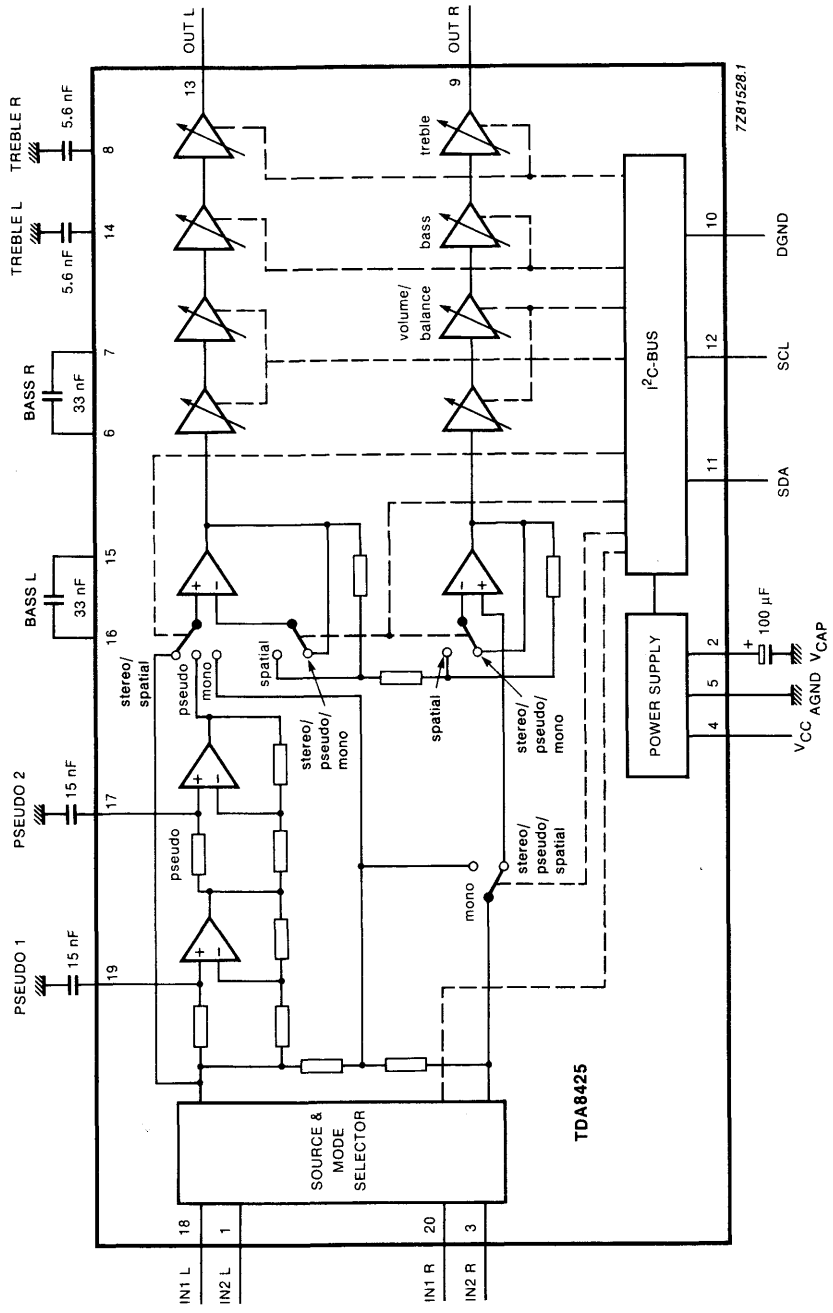 PSEUDO 1
15 nF
19
PSEUDO 2
15 nF
17
BASS L
33 nF
16
15
BASS R
33 nF
6
7
TREBLE L
5.6 nF
14
TREBLE R
5.6 nF
8
IN1 L
18
IN2 L
1
IN1 R
20
IN2 R
3
SOURCE &
MODE
SELECTOR
TDA8425
+
−
pseudo
+
−
stereo/
spatial
pseudo
mono
+
−
spatial
stereo/
pseudo/
mono
spatial
stereo/
pseudo/
mono
−
+
mono
stereo/
pseudo/
spatial
volume/
balance
bass
treble
13
OUT L
9
OUT R
POWER SUPPLY
I²C-BUS
4
VCC
5
AGND
2
+
100 µF
VCAP
11
SDA
12
SCL
10
DGND
7Z81528.1